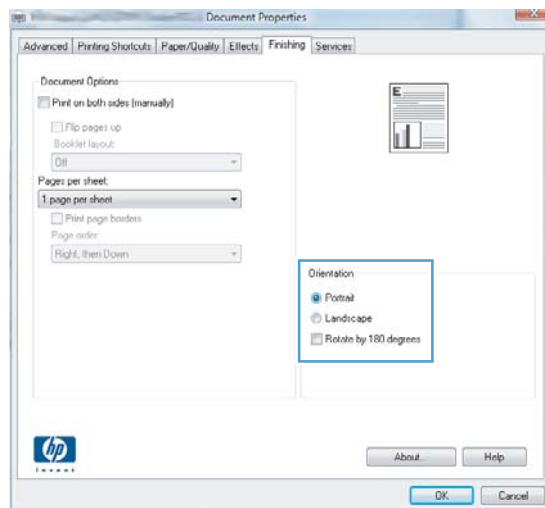 Document Properties
Advanced Printing Shortcuts Paper/Quality Effects Finishing Services
Document Options
Print on both sides (manually)
Flip pages up
Booklet layout:
Off
Pages per sheet:
1 page per sheet
Print page borders
Page order:
Right, then Down
E
Orientation
Portrait
Landscape
Rotate by 180 degrees
hp
invent
About...
Help
OK
Cancel